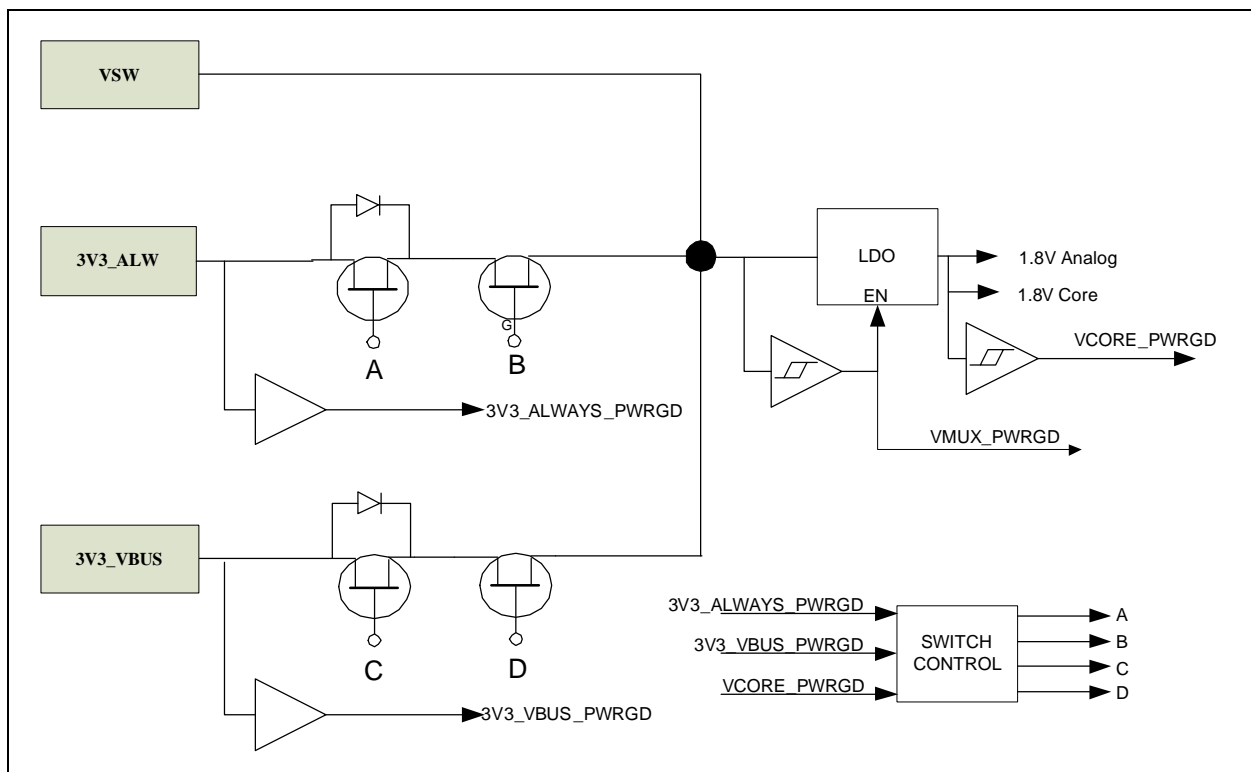 VSW
3V3_ALW
A
G
B
3V3_ALWAYS_PWRGD
LDO
EN
1.8V Analog
1.8V Core
VCORE_PWRGD
VMUX_PWRGD
3V3_VBUS
C
D
3V3_VBUS_PWRGD
3V3_ALWAYS_PWRGD
3V3_VBUS_PWRGD
VCORE_PWRGD
SWITCH
CONTROL
A
B
C
D